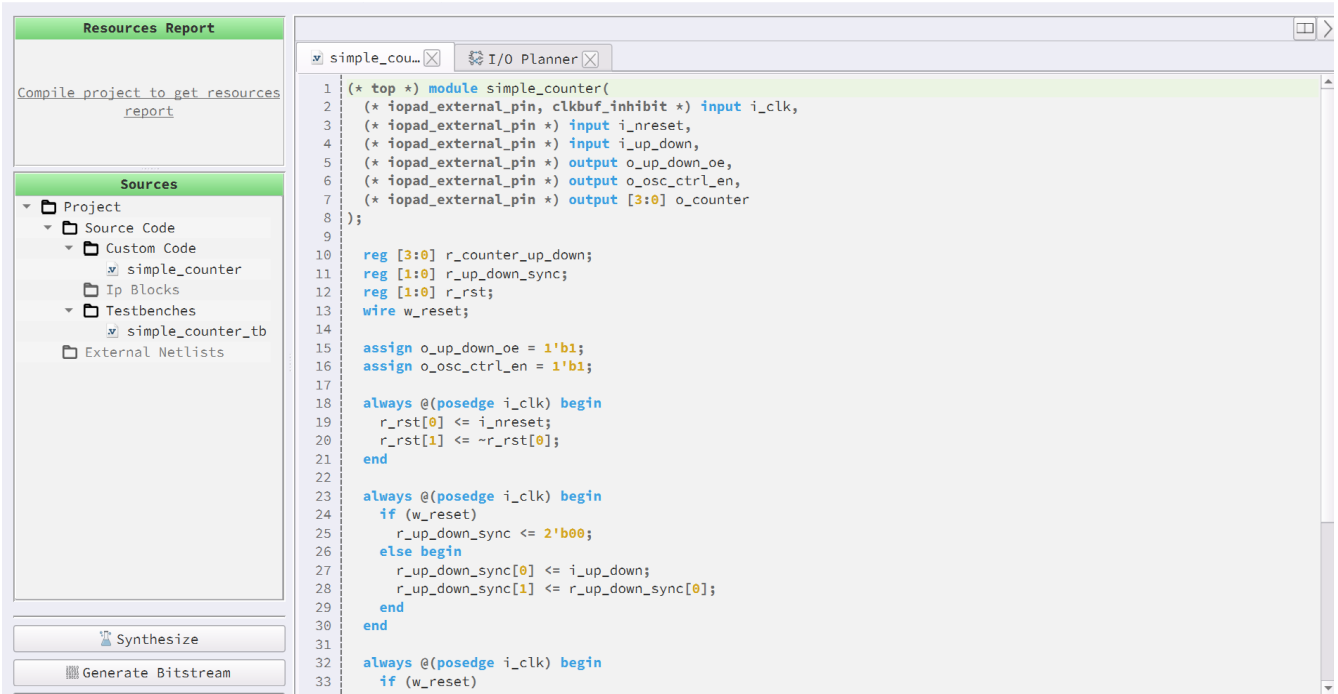 Resources Report
Compile project to get resources
report
Sources
Project
Source Code
Custom Code
simple_counter
Ip Blocks
Testbenches
simple_counter_tb
External Netlists
Synthesize
Generate Bitstream
simple_cou…
I/O Planner
1 (* top *) module simple_counter(
2   (* iopad_external_pin, clkbuf_inhibit *) input i_clk,
3   (* iopad_external_pin *) input i_nreset,
4   (* iopad_external_pin *) input i_up_down,
5   (* iopad_external_pin *) output o_up_down_oe,
6   (* iopad_external_pin *) output o_osc_ctrl_en,
7   (* iopad_external_pin *) output [3:0] o_counter
8 );
9
10   reg [3:0] r_counter_up_down;
11   reg [1:0] r_up_down_sync;
12   reg [1:0] r_rst;
13   wire w_reset;
14
15   assign o_up_down_oe = 1'b1;
16   assign o_osc_ctrl_en = 1'b1;
17
18   always @(posedge i_clk) begin
19     r_rst[0] <= i_nreset;
20     r_rst[1] <= ~r_rst[0];
21   end
22
23   always @(posedge i_clk) begin
24     if (w_reset)
25       r_up_down_sync <= 2'b00;
26     else begin
27       r_up_down_sync[0] <= i_up_down;
28       r_up_down_sync[1] <= r_up_down_sync[0];
29     end
30   end
31
32   always @(posedge i_clk) begin
33     if (w_reset)